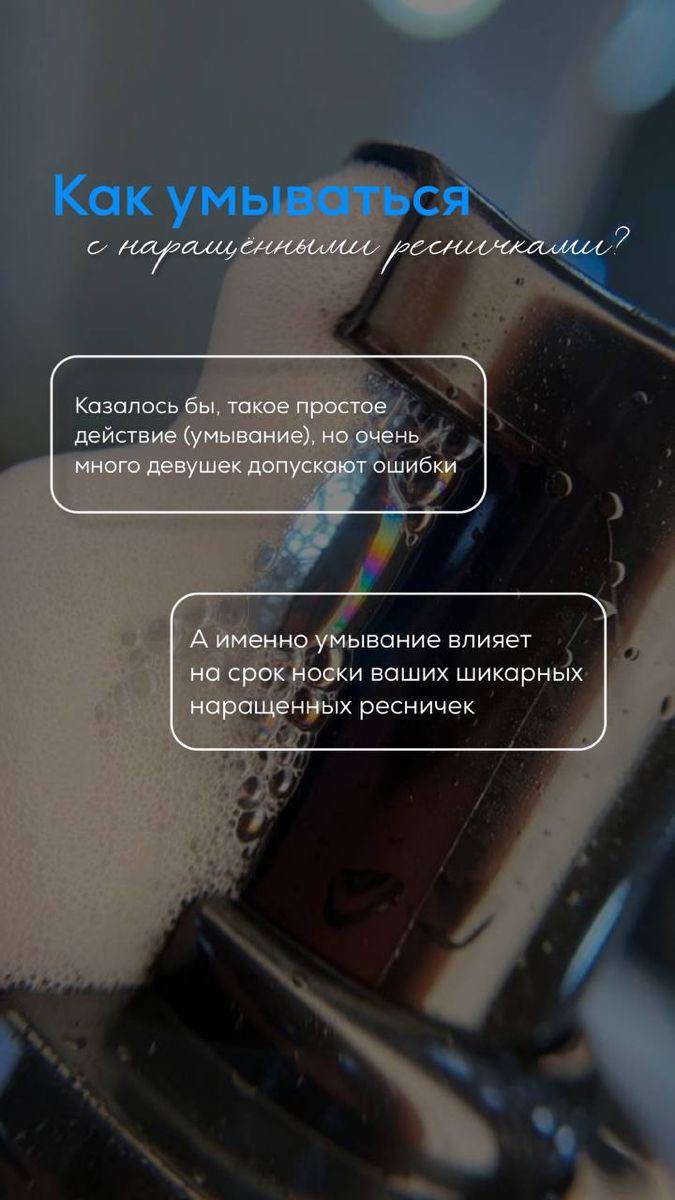 Как умываться
с наращёнными ресничками?
Казалось бы, такое простое
действие (умывание), но очень
много девушек допускают ошибки
А именно умывание влияет
на срок носки ваших шикарных
наращенных ресничек